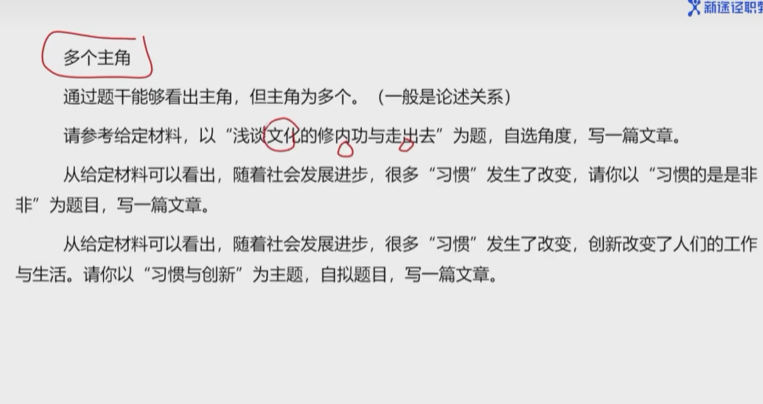 新途径职教
多个主角
通过题干能够看出主角，但主角为多个。（一般是论述关系）
请参考给定材料，以“浅谈文化的修内功与走出去”为题，自选角度，写一篇文章。
从给定材料可以看出，随着社会发展进步，很多“习惯”发生了改变，请你以“习惯的是是非
非”为题目，写一篇文章。
从给定材料可以看出，随着社会发展进步，很多“习惯”发生了改变，创新改变了人们的工作
与生活。请你以“习惯与创新”为主题，自拟题目，写一篇文章。